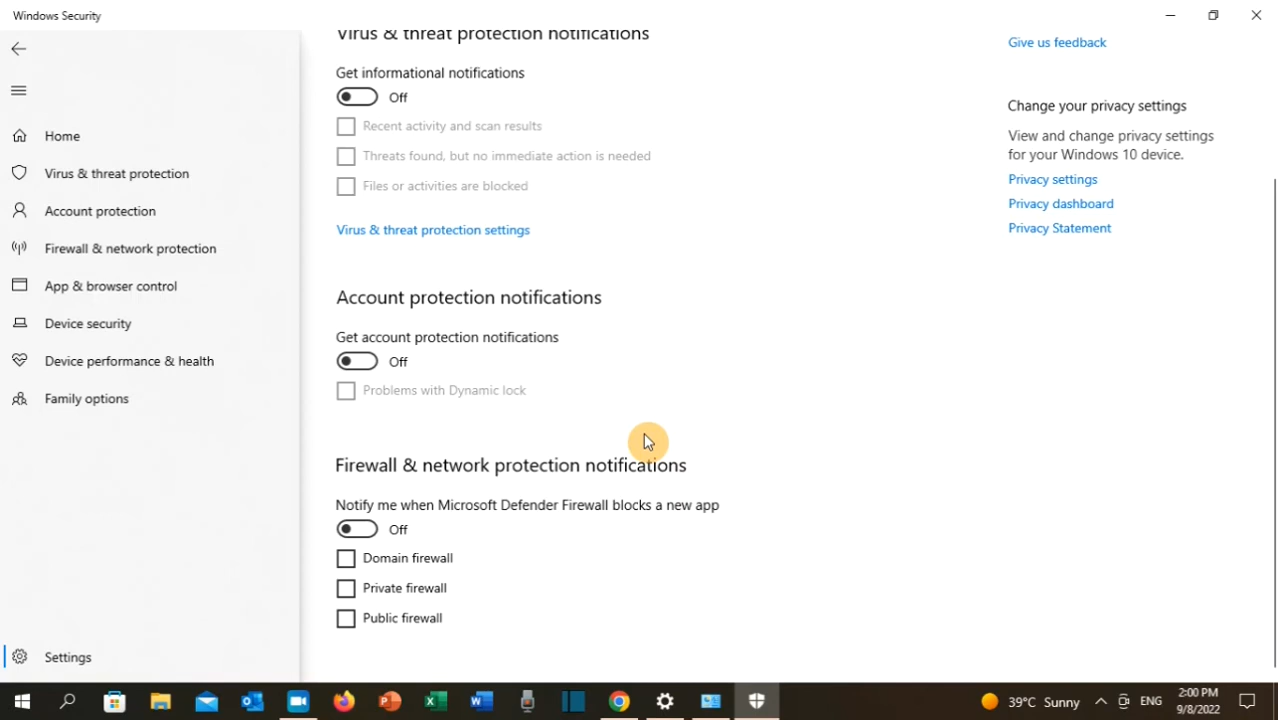 Windows Security
Home
Virus & threat protection
Account protection
Firewall & network protection
App & browser control
Device security
Device performance & health
Family options
Settings
Virus & threat protection notifications
Get informational notifications
Off
Recent activity and scan results
Threats found, but no immediate action is needed
Files or activities are blocked
Virus & threat protection settings
Account protection notifications
Get account protection notifications
Off
Problems with Dynamic lock
Firewall & network protection notifications
Notify me when Microsoft Defender Firewall blocks a new app
Off
Domain firewall
Private firewall
Public firewall
Give us feedback
Change your privacy settings
View and change privacy settings
for your Windows 10 device.
Privacy settings
Privacy dashboard
Privacy Statement
39°C Sunny
ENG
2:00 PM
9/8/2022